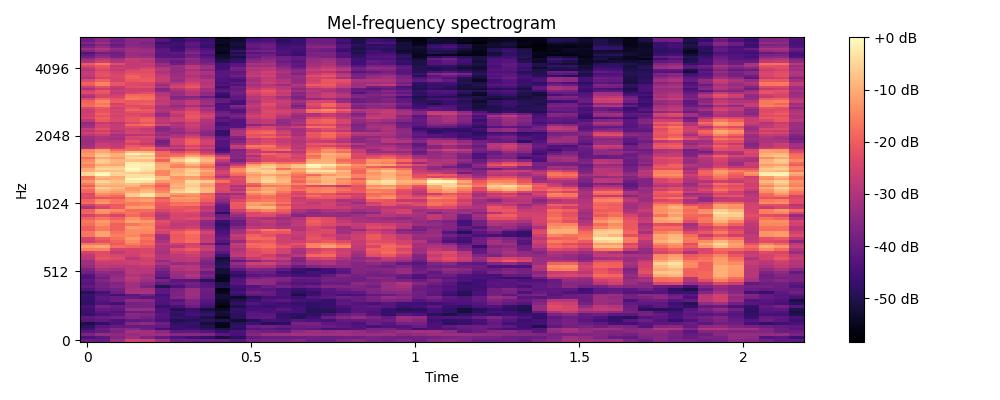 Mel-frequency spectrogram
Hz
4096
2048
1024
512
0
0
0.5
1
1.5
2
Time
+0 dB
-10 dB
-20 dB
-30 dB
-40 dB
-50 dB